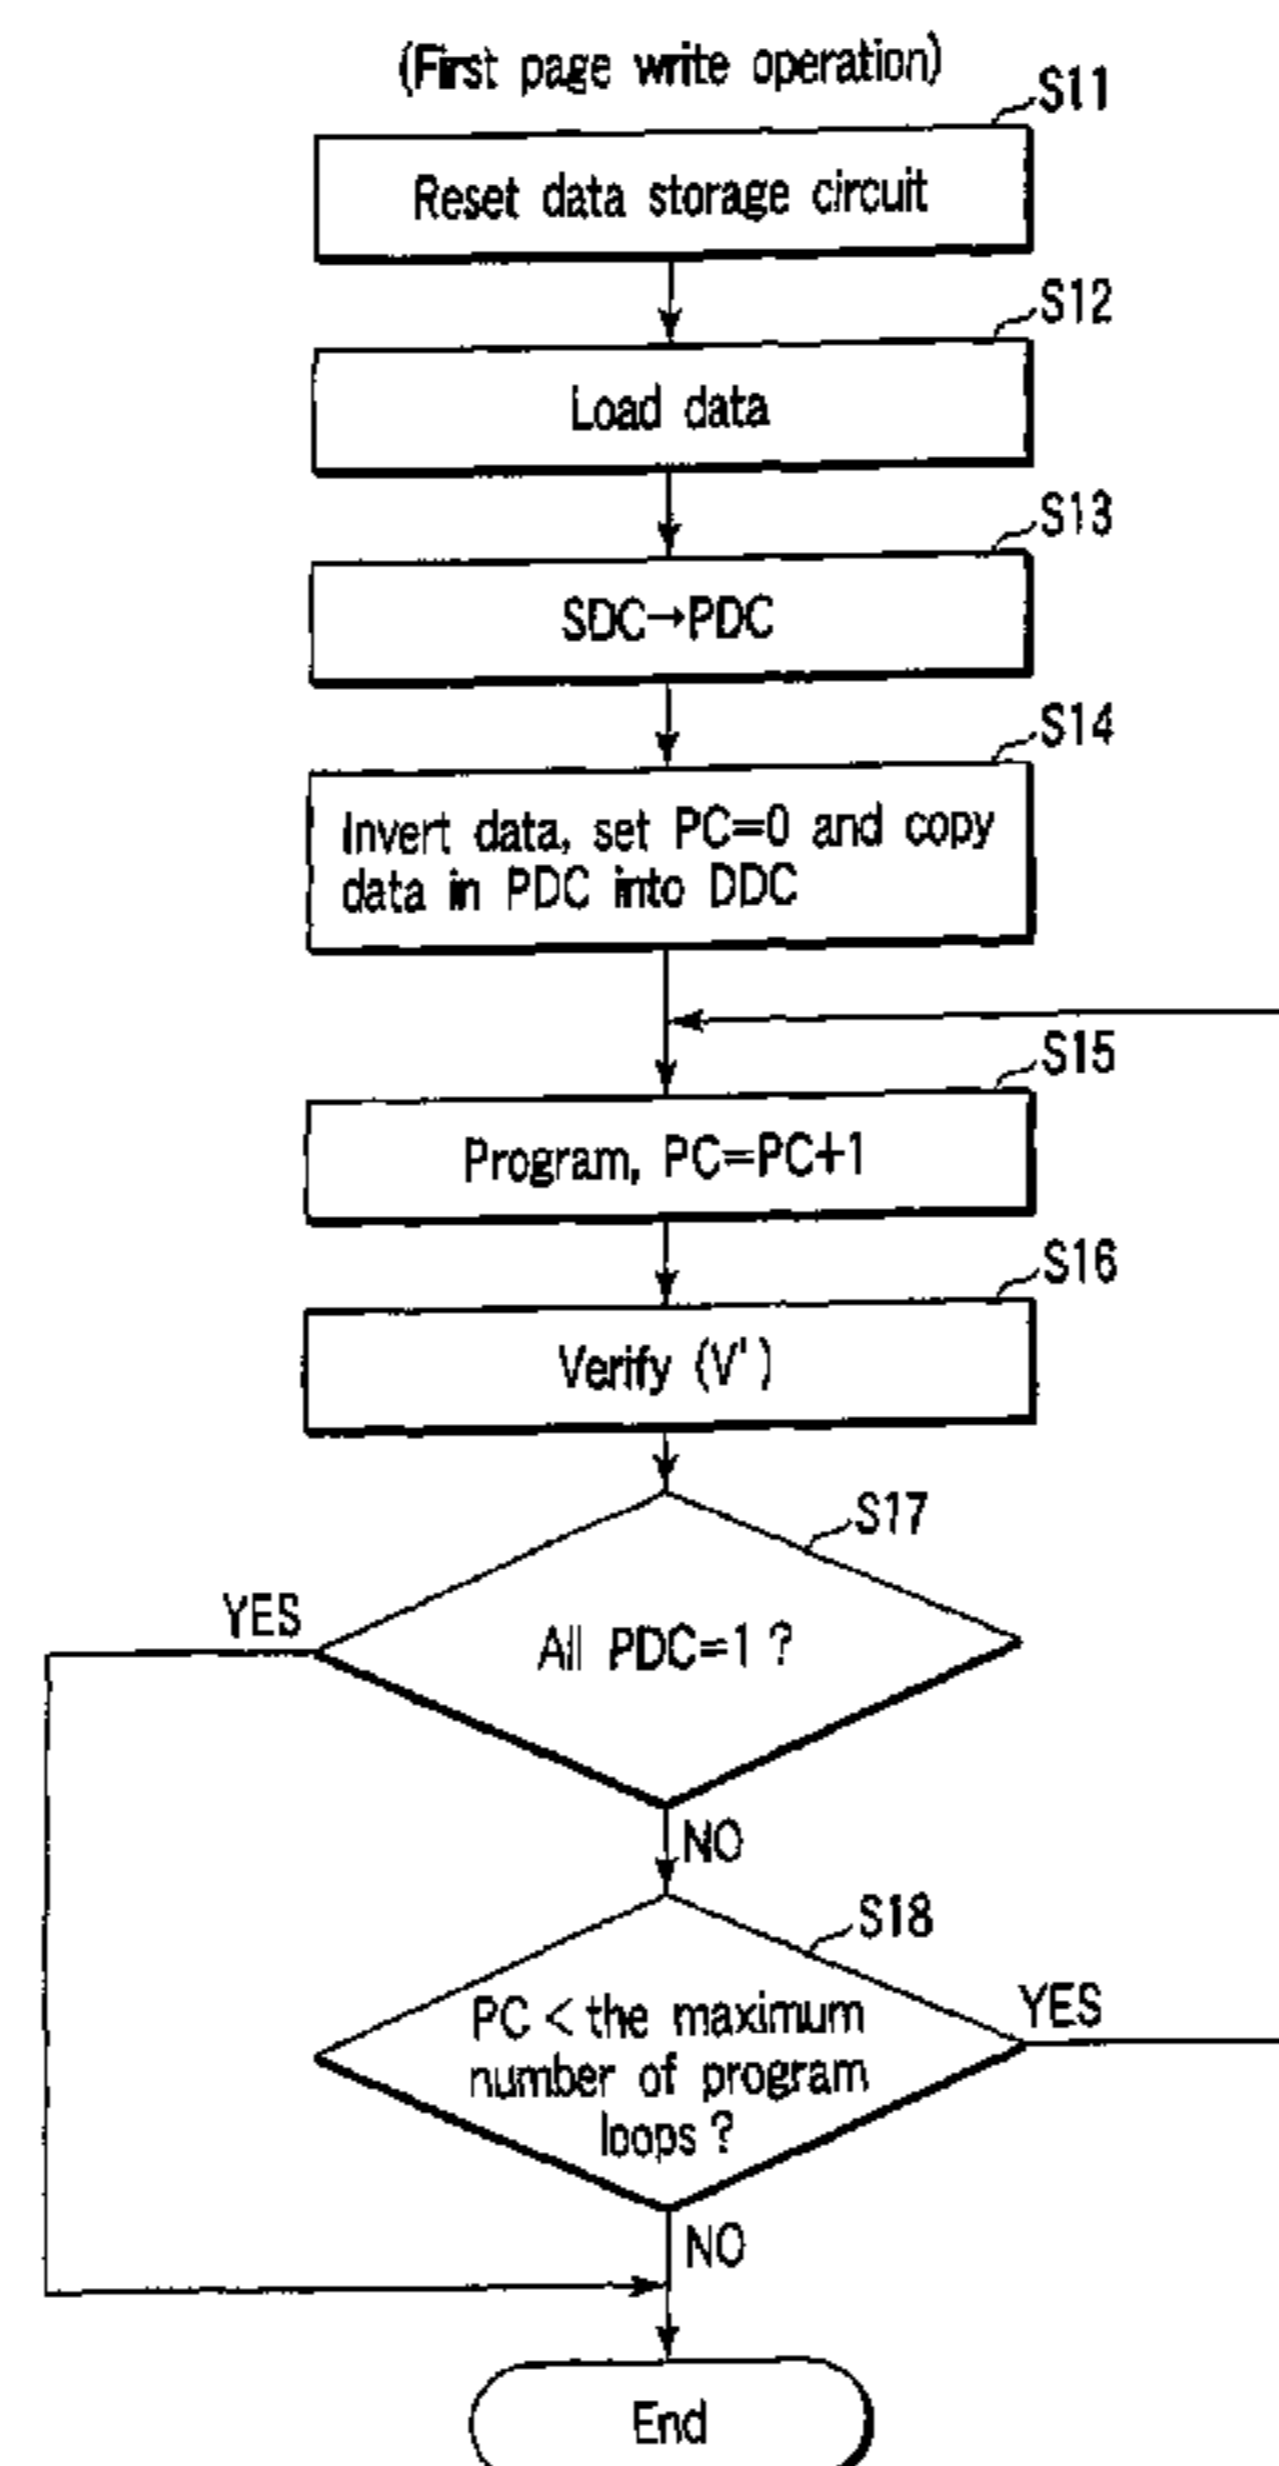 (First page write operation)
S11
Reset data storage circuit
S12
Load data
S13
SDC→PDC
S14
Invert data, set PC=0 and copy
data in PDC into DDC
S15
Program, PC=PC+1
S16
Verify (V')
S17
YES
All PDC=1 ?
NO
S18
PC < the maximum
number of program
loops ?
YES
NO
End